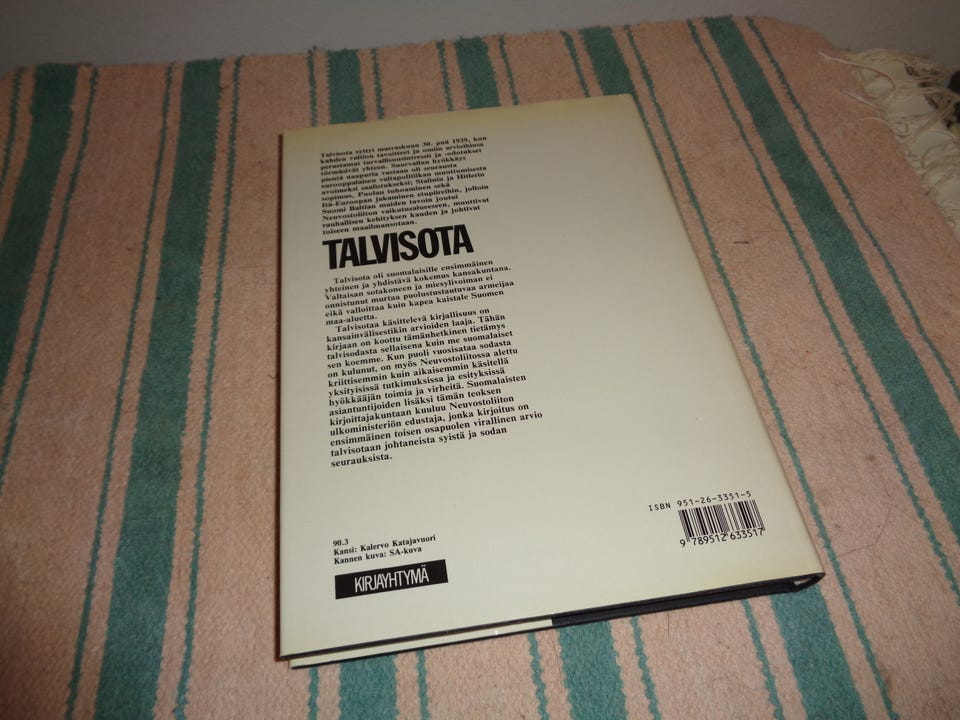 Talvisota syttyi marraskuun 30. pnä 1939, kun
kahden valtion tavoitteet ja omiin arvioihinsa
perustamat turvallisuusintressit ja -odotukset
törmäsivät yhteen. Suurvallan hyökkäys
pientä naapuria vastaan oli seurausta
eurooppalaisen valtapolitiikan muuttumisesta
avoimeksi saalistukseksi; Stalinin ja Hitlerin
sopimus, Puolan tuhoaminen sekä
Itä-Euroopan jakaminen etupiireihin, jolloin
Suomi Baltian maiden tavoin joutui
Neuvostoliiton vaikutusalueeseen, muuttivat
rauhallisen kehityksen kauden ja johtivat
toiseen maailmansotaan.
TALVISOTA
Talvisota oli suomalaisille ensimmäinen
yhteinen ja yhdistävä kokemus kansakuntana.
Valtaisan sotakoneen ja miesylivoiman ei
onnistunut murtaa puolustustautuvaa armeijaa
eikä valloittaa kuin kapea kaistale Suomen
maa-aluetta.
Talvisotaa käsittelevä kirjallisuus on
kansainvälisestikin arvioiden laaja. Tähän
kirjaan on koottu tämänhetkinen tietämys
talvisodasta sellaisena kuin me suomalaiset
sen koemme. Kun puoli vuosisataa sodasta
on kulunut, on myös Neuvostoliitossa alettu
kriittisemmin kuin aikaisemmin käsitellä
yksityisissä tutkimuksissa ja esityksissä
hyökkääjän toimia ja virheitä. Suomalaisten
asiantuntijoiden lisäksi tämän teoksen
kirjoittajakuntaan kuuluu Neuvostoliiton
ulkoministeriön edustaja, jonka kirjoitus on
ensimmäinen toisen osapuolen virallinen arvio
talvisotaan johtaneista syistä ja sodan
seurauksista.
ISBN 951-26-3351-5
9 789512 633517
90.3
Kansi: Kalervo Katajavuori
Kannen kuva: SA-kuva
KIRJAYHTYMÄ